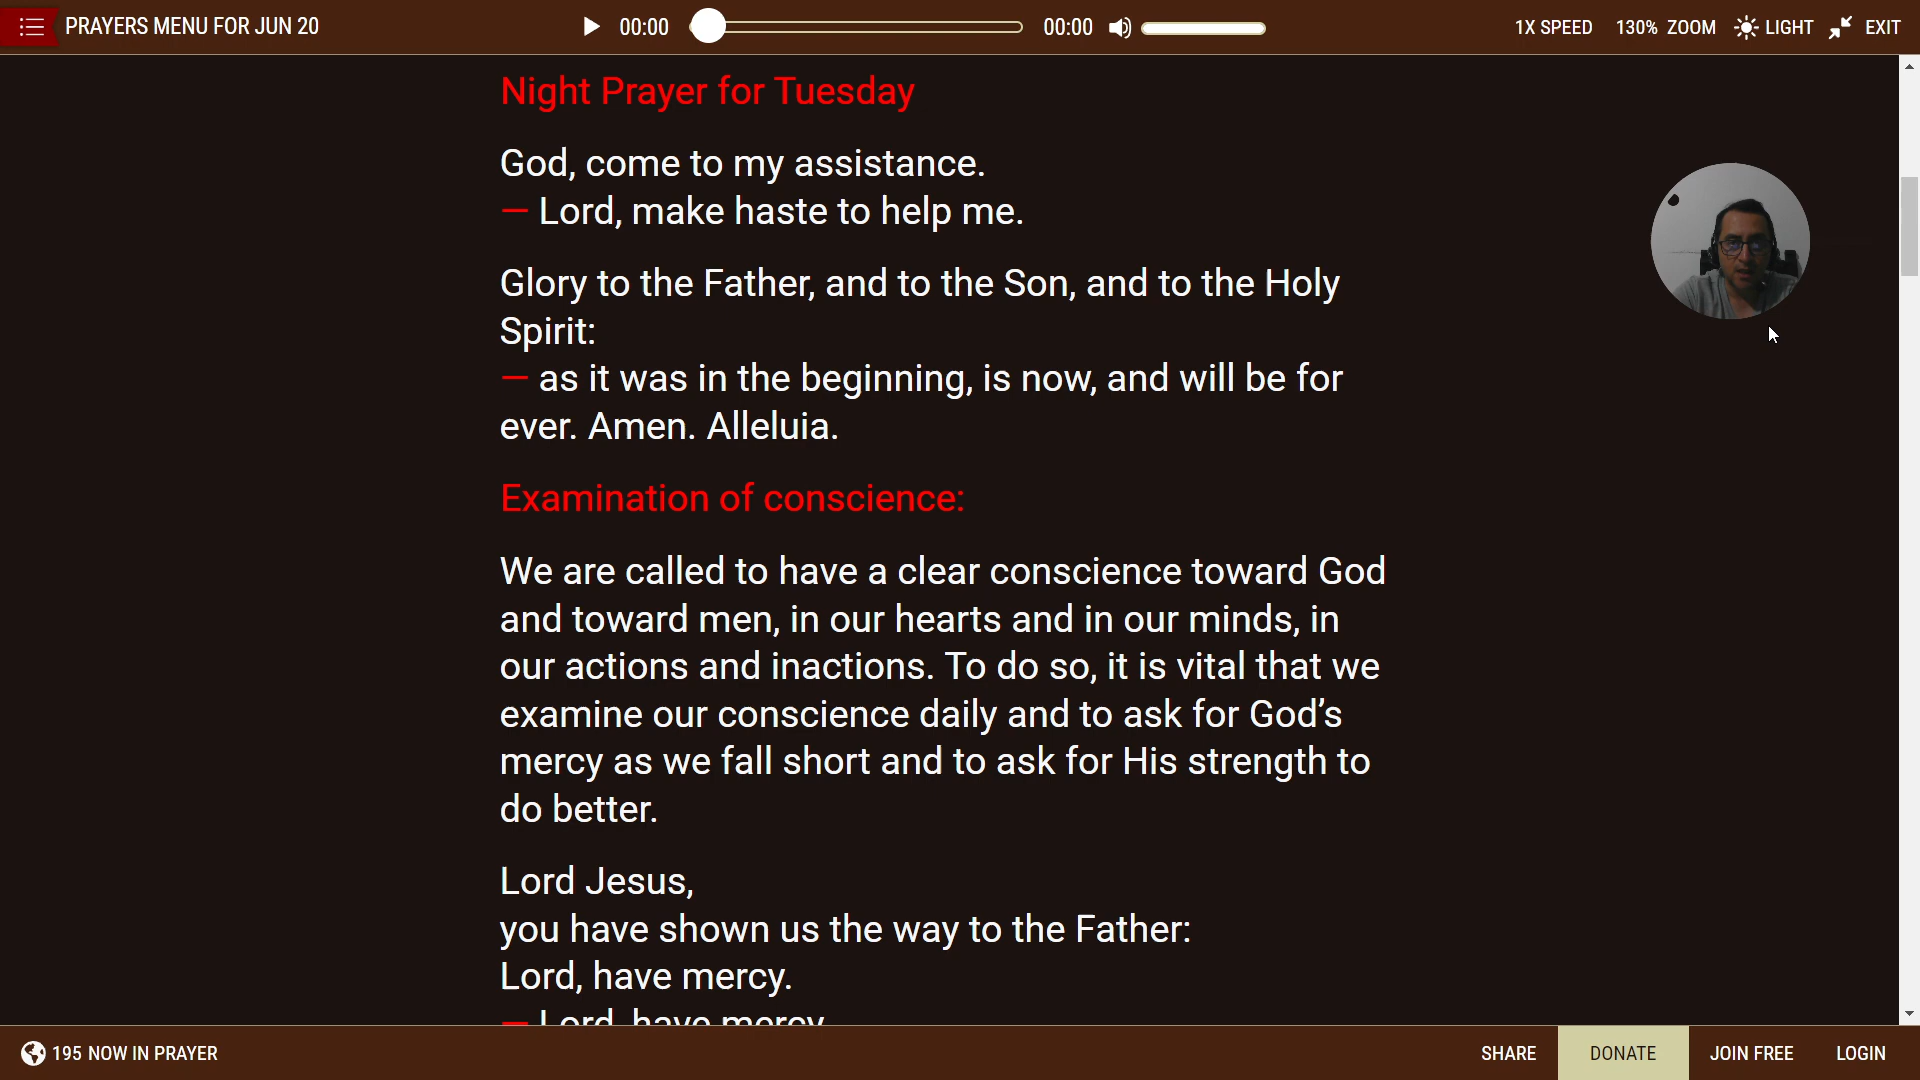 PRAYERS MENU FOR JUN 20
00:00
00:00
1X SPEED
130% ZOOM
LIGHT
EXIT
Night Prayer for Tuesday
God, come to my assistance.
— Lord, make haste to help me.
Glory to the Father, and to the Son, and to the Holy
Spirit:
— as it was in the beginning, is now, and will be for
ever. Amen. Alleluia.
Examination of conscience:
We are called to have a clear conscience toward God
and toward men, in our hearts and in our minds, in
our actions and inactions. To do so, it is vital that we
examine our conscience daily and to ask for God’s
mercy as we fall short and to ask for His strength to
do better.
Lord Jesus,
you have shown us the way to the Father:
Lord, have mercy.
— Lord, have mercy
195 NOW IN PRAYER
SHARE
DONATE
JOIN FREE
LOGIN